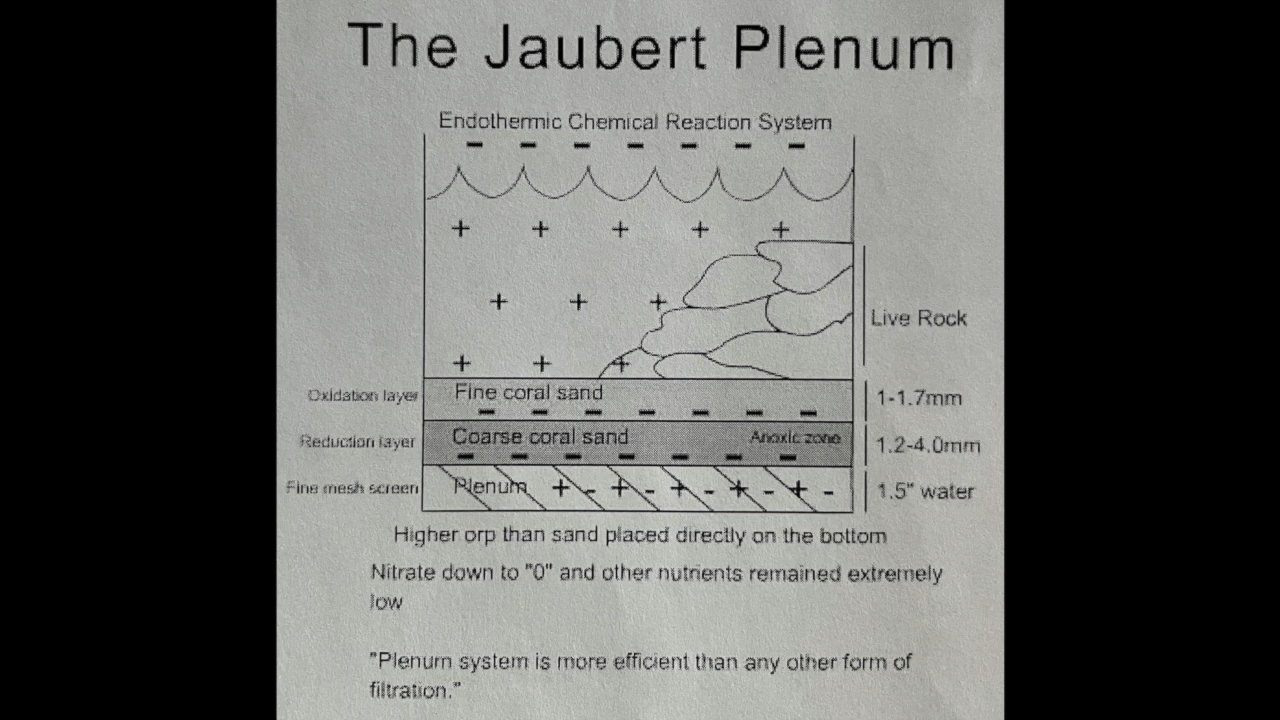 The Jaubert Plenum
Endothermic Chemical Reaction System
Live Rock
Oxidation layer
Fine coral sand
1-1.7mm
Reduction layer
Coarse coral sand
Anoxic zone
1.2-4.0mm
Fine mesh screen
Plenum
1.5" water
Higher orp than sand placed directly on the bottom
Nitrate down to "0" and other nutrients remained extremely
low
"Plenum system is more efficient than any other form of
filtration."